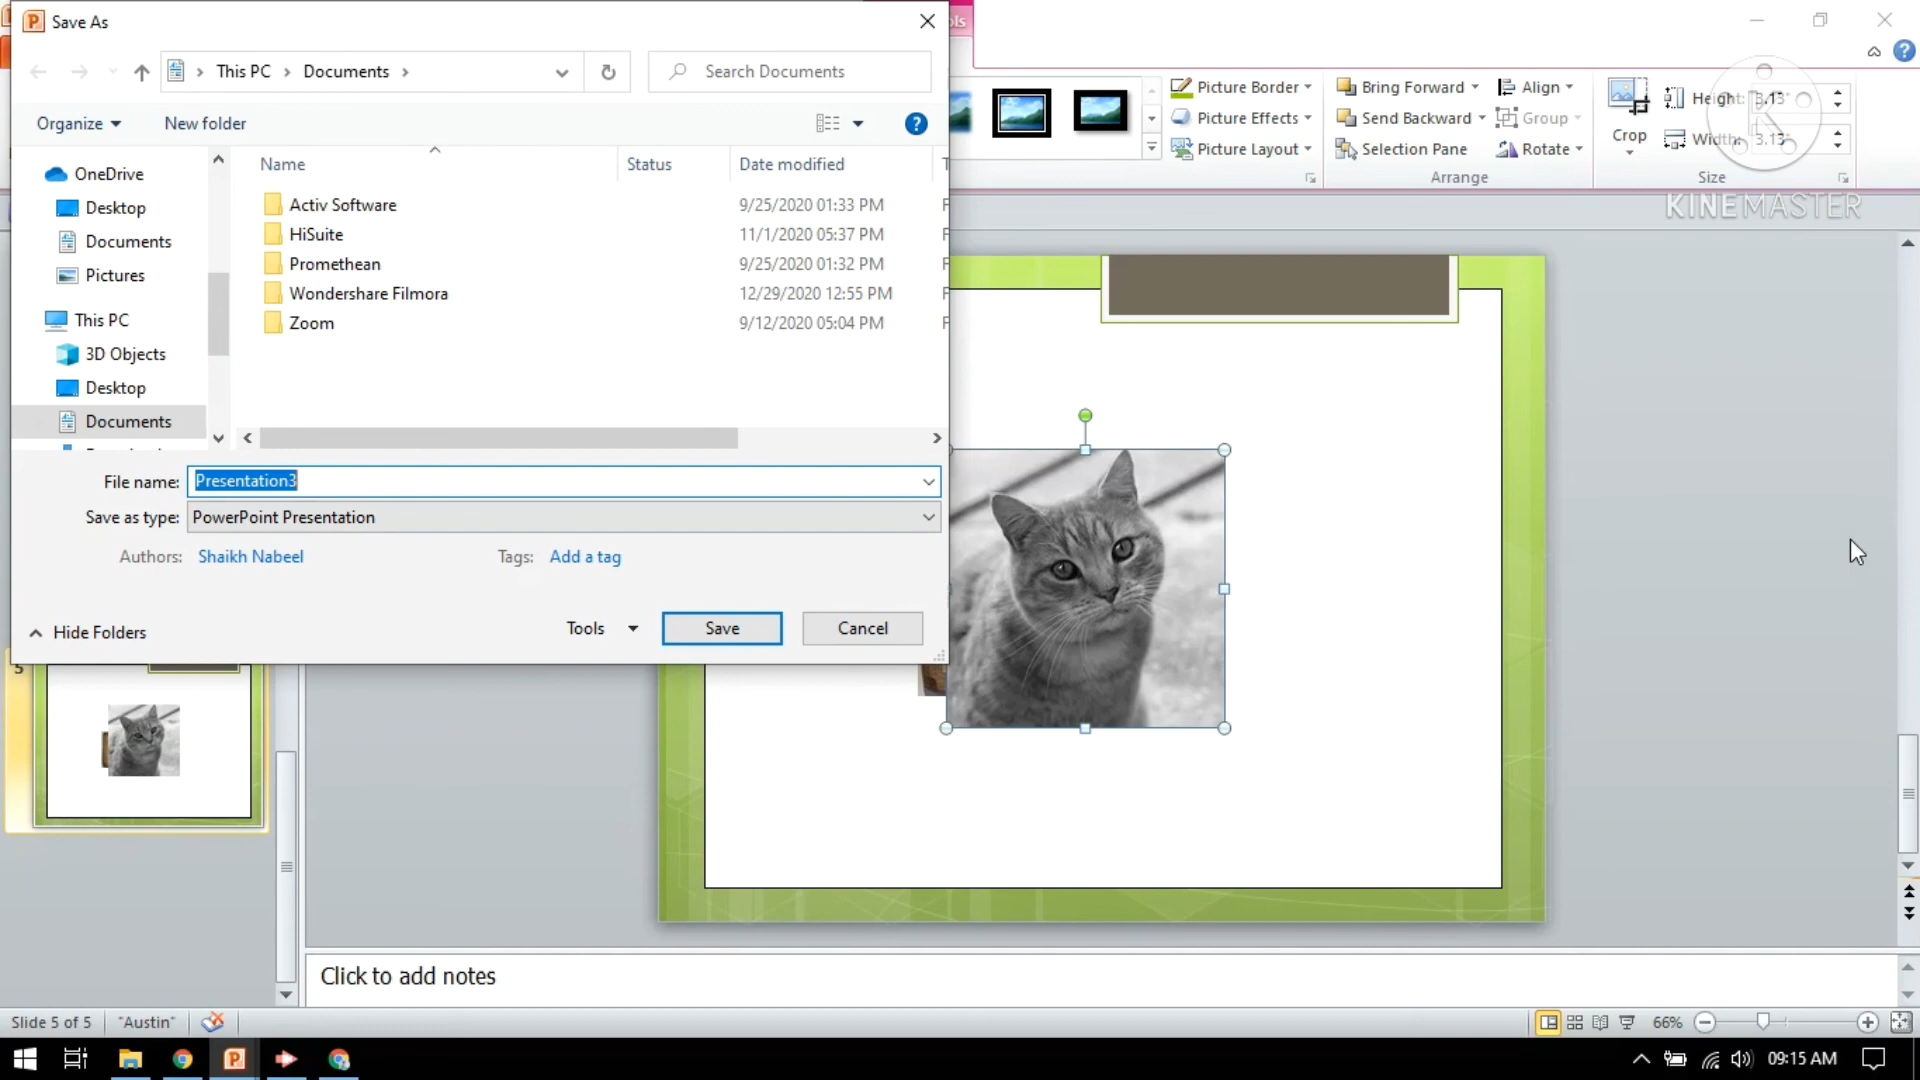 Save As
ols
This PC
Documents
Search Documents
Organize
New folder
Name
Status
Date modified
OneDrive
Desktop
Documents
Pictures
This PC
3D Objects
Desktop
Documents
Activ Software 9/25/2020 01:33 PM F
HiSuite 11/1/2020 05:37 PM F
Promethean 9/25/2020 01:32 PM F
Wondershare Filmora 12/29/2020 12:55 PM F
Zoom 9/12/2020 05:04 PM F
File name: Presentation3
Save as type: PowerPoint Presentation
Authors: Shaikh Nabeel Tags: Add a tag
Hide Folders
Tools
Save
Cancel
Picture Border
Picture Effects
Picture Layout
Bring Forward
Send Backward
Selection Pane
Align
Group
Rotate
Arrange
Crop
Height: 3.13"
Width: 3.13"
Size
KINEMASTER
5
Click to add notes
Slide 5 of 5 "Austin" 66%
09:15 AM